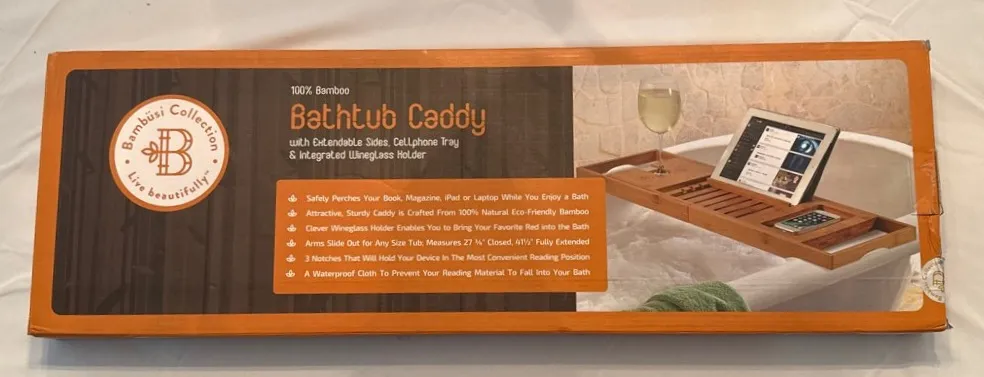 Bambüsi Collection
B
Live beautifully™
100% Bamboo
Bathtub Caddy
with Extendable Sides, Cellphone Tray
& Integrated Wineglass Holder
Safely Perches Your Book, Magazine, iPad or Laptop While You Enjoy a Bath
Attractive, Sturdy Caddy is Crafted From 100% Natural Eco-Friendly Bamboo
Clever Wineglass Holder Enables You to Bring Your Favorite Red into the Bath
Arms Slide Out for Any Size Tub; Measures 27 ⅝" Closed, 41½" Fully Extended
3 Notches That Will Hold Your Device In The Most Convenient Reading Position
A Waterproof Cloth To Prevent Your Reading Material To Fall Into Your Bath